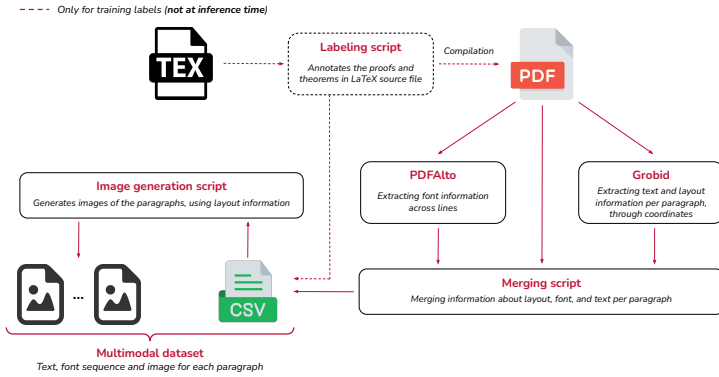 Only for training labels (not at inference time)
TEX
Labeling script
Annotates the proofs and
theorems in LaTeX source file
Compilation
PDF
PDFAlto
Extracting font information
across lines
Grobid
Extracting text and layout
information per paragraph,
through coordinates
Image generation script
Generates images of the paragraphs, using layout information
...
CSV
Merging script
Merging information about layout, font, and text per paragraph
Multimodal dataset
Text, font sequence and image for each paragraph